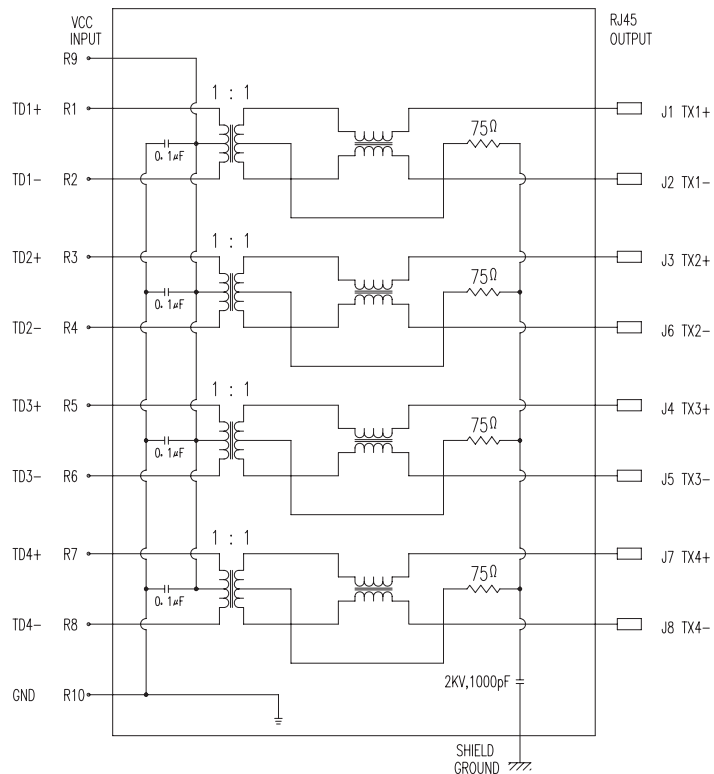 VCC
INPUT
RJ45
OUTPUT
R9
1 : 1
TD1+ R1
75Ω
J1 TX1+
0.1µF
TD1- R2
J2 TX1-
1 : 1
TD2+ R3
75Ω
J3 TX2+
0.1µF
TD2- R4
J6 TX2-
1 : 1
TD3+ R5
75Ω
J4 TX3+
0.1µF
TD3- R6
J5 TX3-
1 : 1
TD4+ R7
75Ω
J7 TX4+
0.1µF
TD4- R8
J8 TX4-
2KV,1000pF
GND R10
SHIELD
GROUND